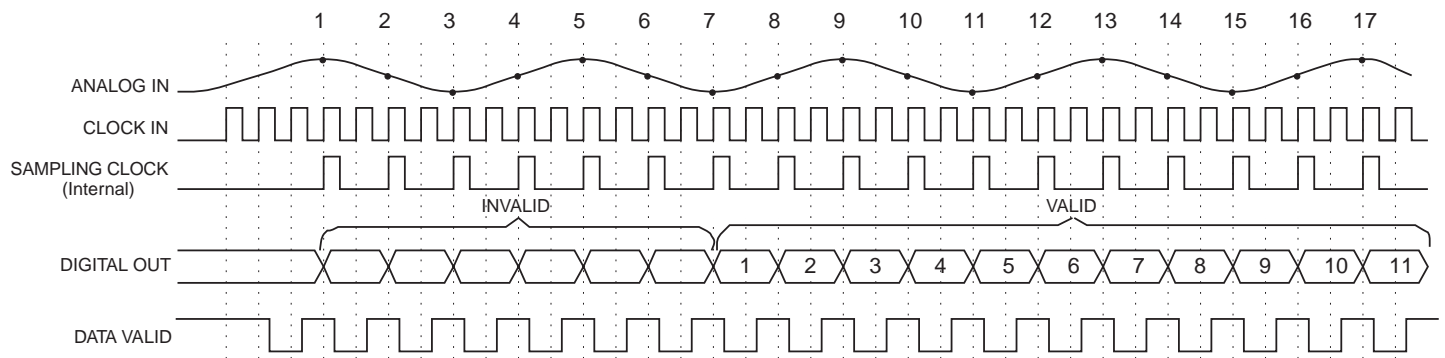 1 2 3 4 5 6 7 8 9 10 11 12 13 14 15 16 17
ANALOG IN
CLOCK IN
SAMPLING CLOCK
(Internal)
INVALID VALID
DIGITAL OUT 1 2 3 4 5 6 7 8 9 10 11
DATA VALID